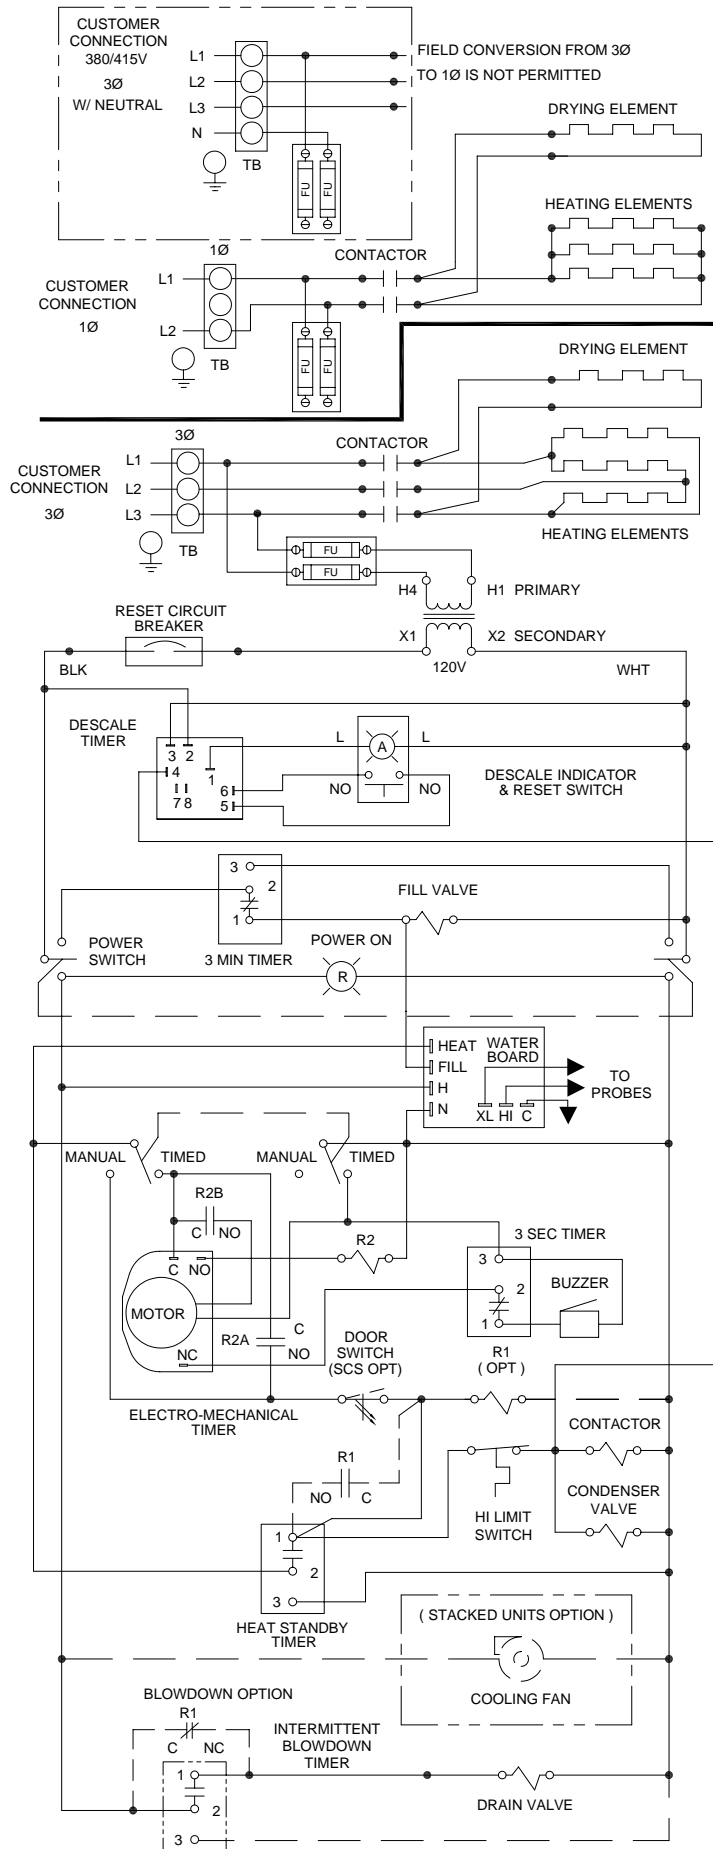 CUSTOMER
CONNECTION
380/415V
3Ø
W/ NEUTRAL
L1
L2
L3
N
TB
FU
FU
FIELD CONVERSION FROM 3Ø
TO 1Ø IS NOT PERMITTED
DRYING ELEMENT
HEATING ELEMENTS
1Ø
CONTACTOR
L1
CUSTOMER
CONNECTION
1Ø
L2
TB
FU
FU
DRYING ELEMENT
3Ø
CONTACTOR
L1
CUSTOMER
CONNECTION
L2
3Ø
L3
TB
HEATING ELEMENTS
FU
FU
H4
H1 PRIMARY
RESET CIRCUIT
BREAKER
X1
X2 SECONDARY
BLK
120V
WHT
DESCALE
TIMER
3 2
4
1
7 8
6
5
L
A
L
NO
NO
DESCALE INDICATOR
& RESET SWITCH
3
2
1
3 MIN TIMER
FILL VALVE
POWER
SWITCH
POWER ON
R
HEAT
FILL
H
N
WATER
BOARD
XL HI C
TO
PROBES
MANUAL
TIMED
MANUAL
TIMED
R2B
C
NO
C
NO
R2
3 SEC TIMER
3
2
1
BUZZER
MOTOR
NC
R2A
C
NO
DOOR
SWITCH
(SCS OPT)
R1
( OPT )
ELECTRO-MECHANICAL
TIMER
CONTACTOR
R1
NO
C
HI LIMIT
SWITCH
CONDENSER
VALVE
1
2
3
HEAT STANDBY
TIMER
( STACKED UNITS OPTION )
COOLING FAN
BLOWDOWN OPTION
R1
C
NC
INTERMITTENT
BLOWDOWN
TIMER
1
2
3
DRAIN VALVE